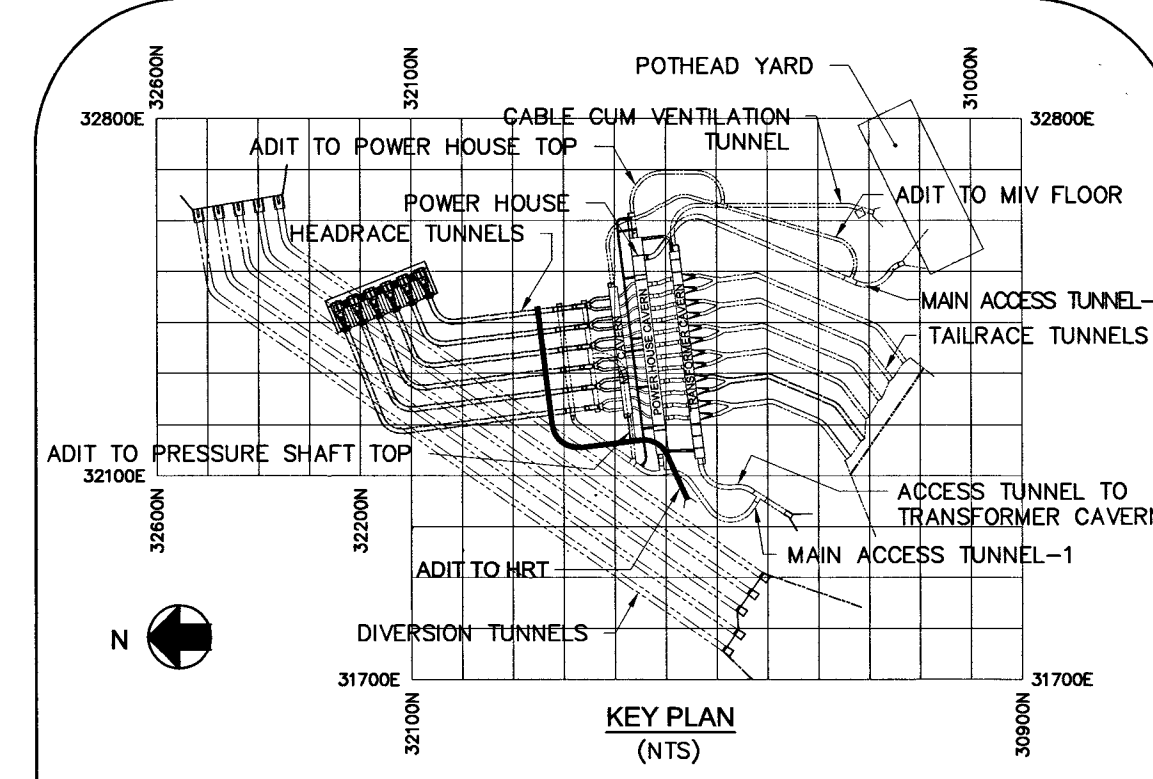 32600N
32100N
31000N
POTHEAD YARD
32800E
32800E
CABLE CUM VENTILATION
TUNNEL
ADIT TO POWER HOUSE TOP
ADIT TO MIV FLOOR
POWER HOUSE
HEADRACE TUNNELS
MAIN ACCESS TUNNEL-
TAILRACE TUNNELS
CAVERN
POWER HOUSE CAVERN
TRANSFORMER CAVERN
ADIT TO PRESSURE SHAFT TOP
32100E
32600N
32200N
ACCESS TUNNEL TO
TRANSFORMER CAVERN
MAIN ACCESS TUNNEL-1
ADIT TO HRT
DIVERSION TUNNELS
N
31700E
31700E
32100N
30900N
KEY PLAN
(NTS)